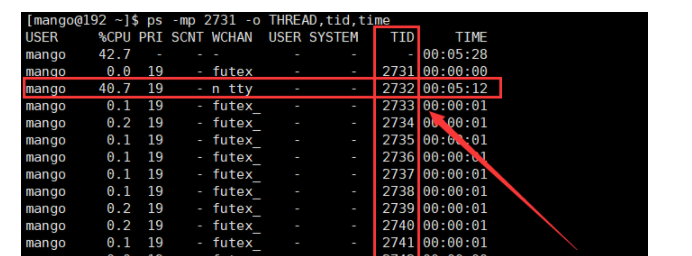 [mango@192 ~]$ ps -mp 2731 -o THREAD,tid,time
USER %CPU PRI SCNT WCHAN USER SYSTEM TID TIME
mango 42.7 - - - - - - 00:05:28
mango 0.0 19 - futex_ - - 2731 00:00:00
mango 40.7 19 - n_tty_ - - 2732 00:05:12
mango 0.1 19 - futex_ - - 2733 00:00:01
mango 0.2 19 - futex_ - - 2734 00:00:01
mango 0.1 19 - futex_ - - 2735 00:00:01
mango 0.1 19 - futex_ - - 2736 00:00:01
mango 0.1 19 - futex_ - - 2737 00:00:01
mango 0.1 19 - futex_ - - 2738 00:00:01
mango 0.2 19 - futex_ - - 2739 00:00:01
mango 0.2 19 - futex_ - - 2740 00:00:01
mango 0.1 19 - futex_ - - 2741 00:00:01